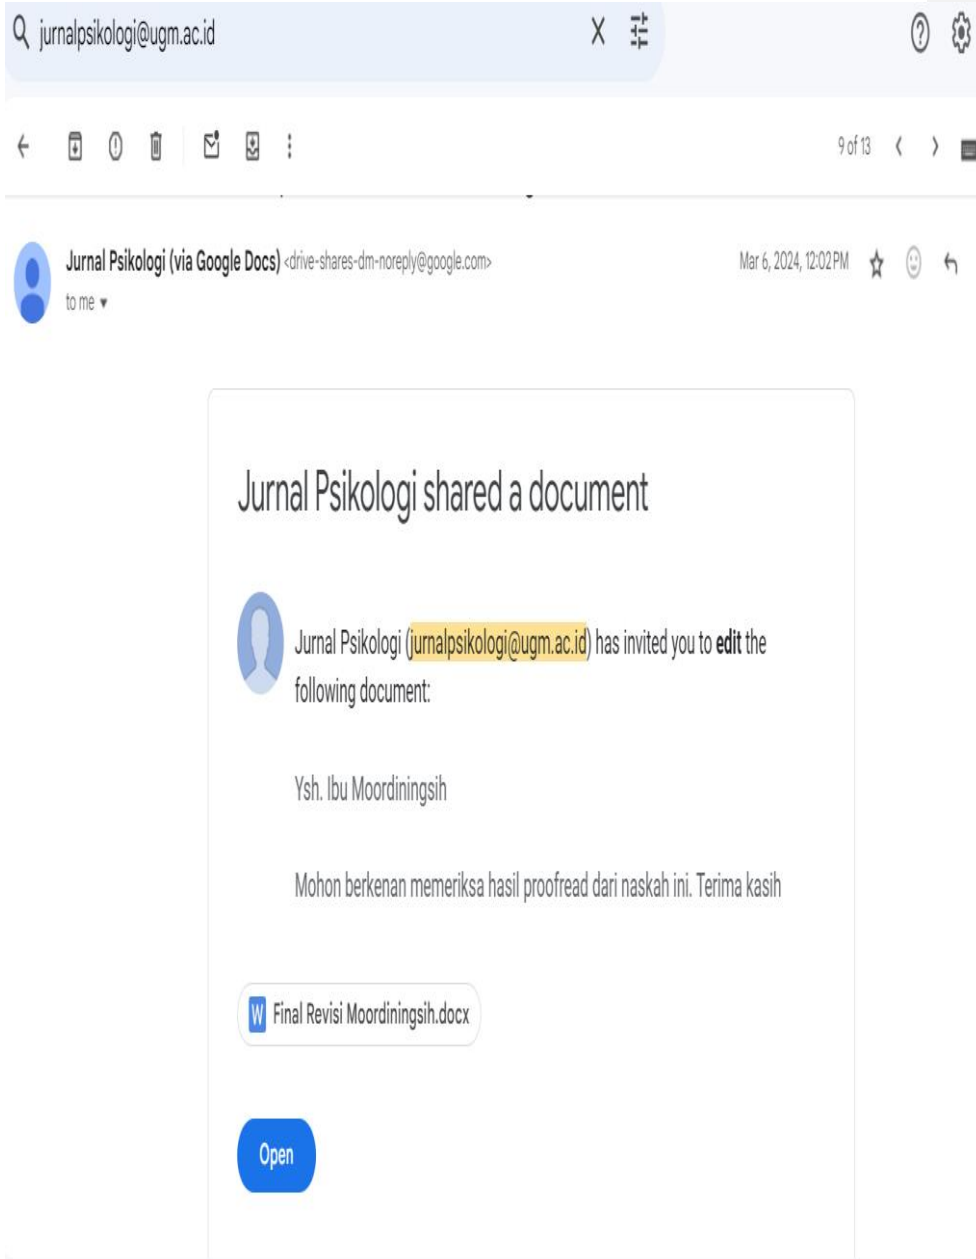 jurnalpsikologi@ugm.ac.id
9 of 13
Jurnal Psikologi (via Google Docs) <drive-shares-dm-noreply@google.com>
Mar 6, 2024, 12:02 PM
to me
Jurnal Psikologi shared a document
Jurnal Psikologi (jurnalpsikologi@ugm.ac.id) has invited you to edit the
following document:
Ysh. Ibu Moordiningsih
Mohon berkenan memeriksa hasil proofread dari naskah ini. Terima kasih
W Final Revisi Moordiningsih.docx
Open